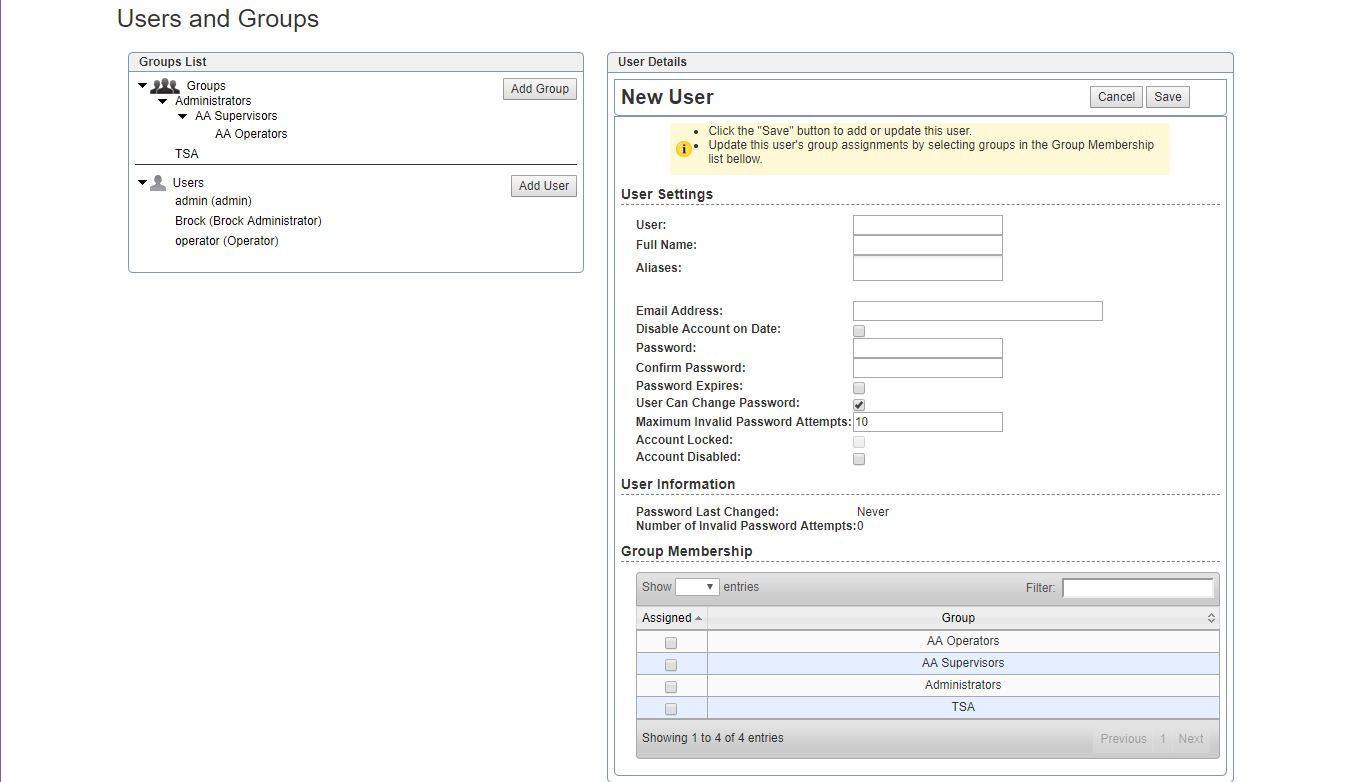 Users and Groups
Groups List
Groups
Add Group
Administrators
AA Supervisors
AA Operators
TSA
Users
Add User
admin (admin)
Brock (Brock Administrator)
operator (Operator)
User Details
New User
Cancel
Save
Click the "Save" button to add or update this user.
Update this user's group assignments by selecting groups in the Group Membership
list bellow.
User Settings
User:
Full Name:
Aliases:
Email Address:
Disable Account on Date:
Password:
Confirm Password:
Password Expires:
User Can Change Password:
Maximum Invalid Password Attempts: 10
Account Locked:
Account Disabled:
User Information
Password Last Changed: Never
Number of Invalid Password Attempts: 0
Group Membership
Show entries Filter:
Assigned Group
AA Operators
AA Supervisors
Administrators
TSA
Showing 1 to 4 of 4 entries Previous 1 Next